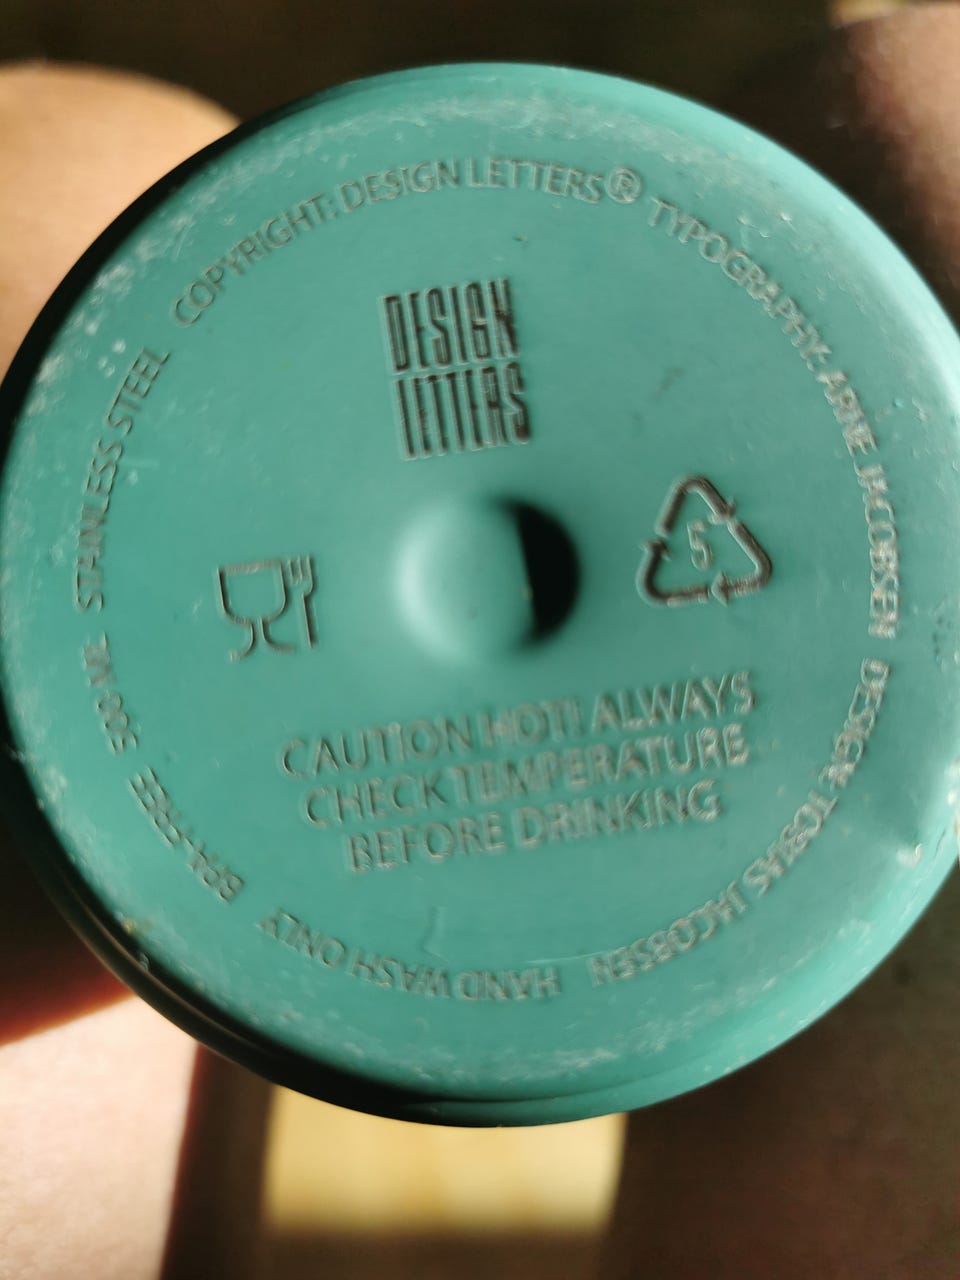 COPYRIGHT: DESIGN LETTERS® TYPOGRAPHY: ARNE JACOBSEN DESIGN: TOBIAS JACOBSEN HAND WASH ONLY BPA-FREE 500 ML STAINLESS STEEL
DESIGN
LETTERS
5
CAUTION HOT! ALWAYS
CHECK TEMPERATURE
BEFORE DRINKING